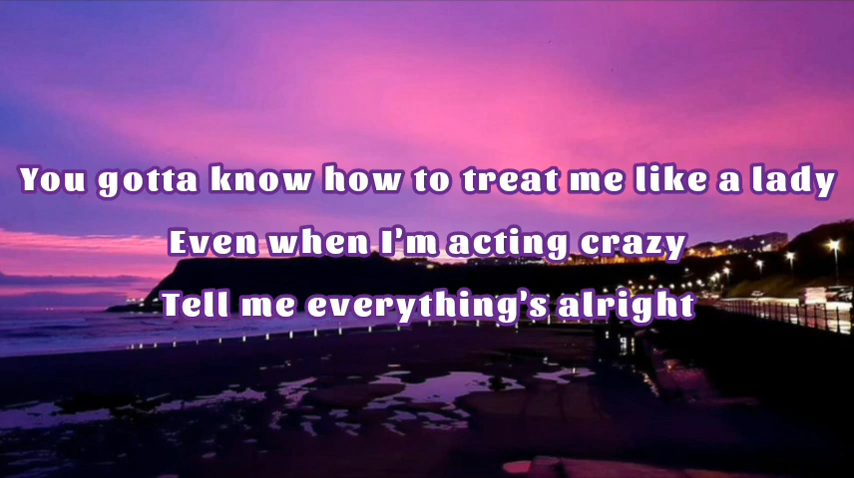 You gotta know how to treat me like a lady
Even when I'm acting crazy
Tell me everything's alright